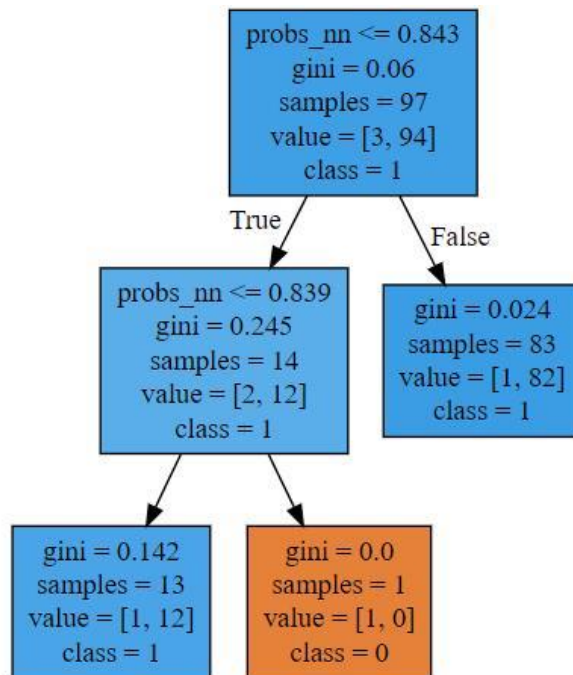 probs_nn <= 0.843
gini = 0.06
samples = 97
value = [3, 94]
class = 1
True
False
probs_nn <= 0.839
gini = 0.245
samples = 14
value = [2, 12]
class = 1
gini = 0.024
samples = 83
value = [1, 82]
class = 1
gini = 0.142
samples = 13
value = [1, 12]
class = 1
gini = 0.0
samples = 1
value = [1, 0]
class = 0